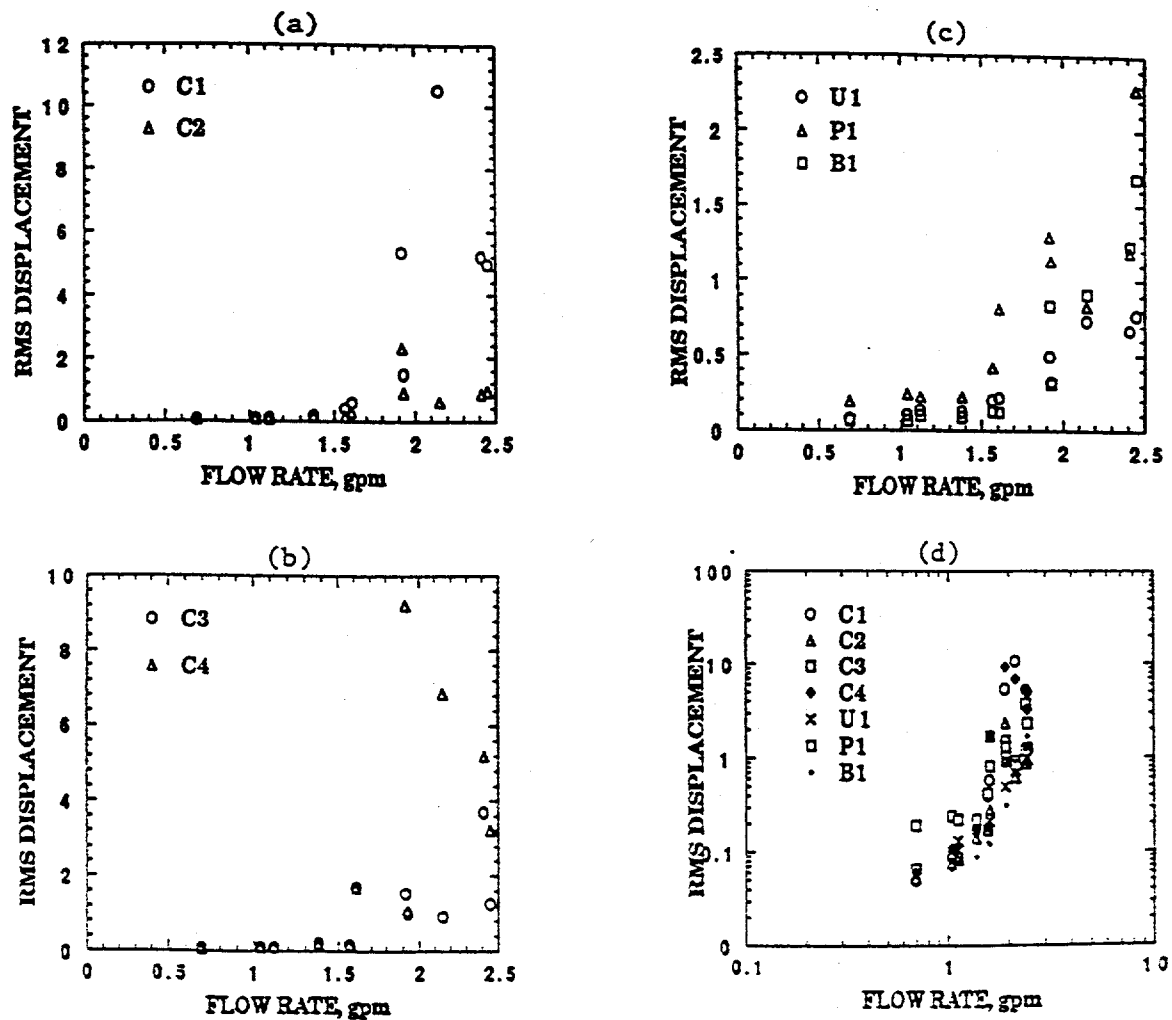 (a)
12
10
8
6
4
2
0
RMS DISPLACEMENT
C1
C2
0 0.5 1 1.5 2 2.5
FLOW RATE, gpm
(c)
2.5
2
1.5
1
0.5
0
RMS DISPLACEMENT
U1
P1
B1
0 0.5 1 1.5 2 2.5
FLOW RATE, gpm
(b)
10
8
6
4
2
0
RMS DISPLACEMENT
C3
C4
0 0.5 1 1.5 2 2.5
FLOW RATE, gpm
(d)
100
10
1
0.1
0
RMS DISPLACEMENT
C1
C2
C3
C4
U1
P1
B1
0.1 1 10
FLOW RATE, gpm